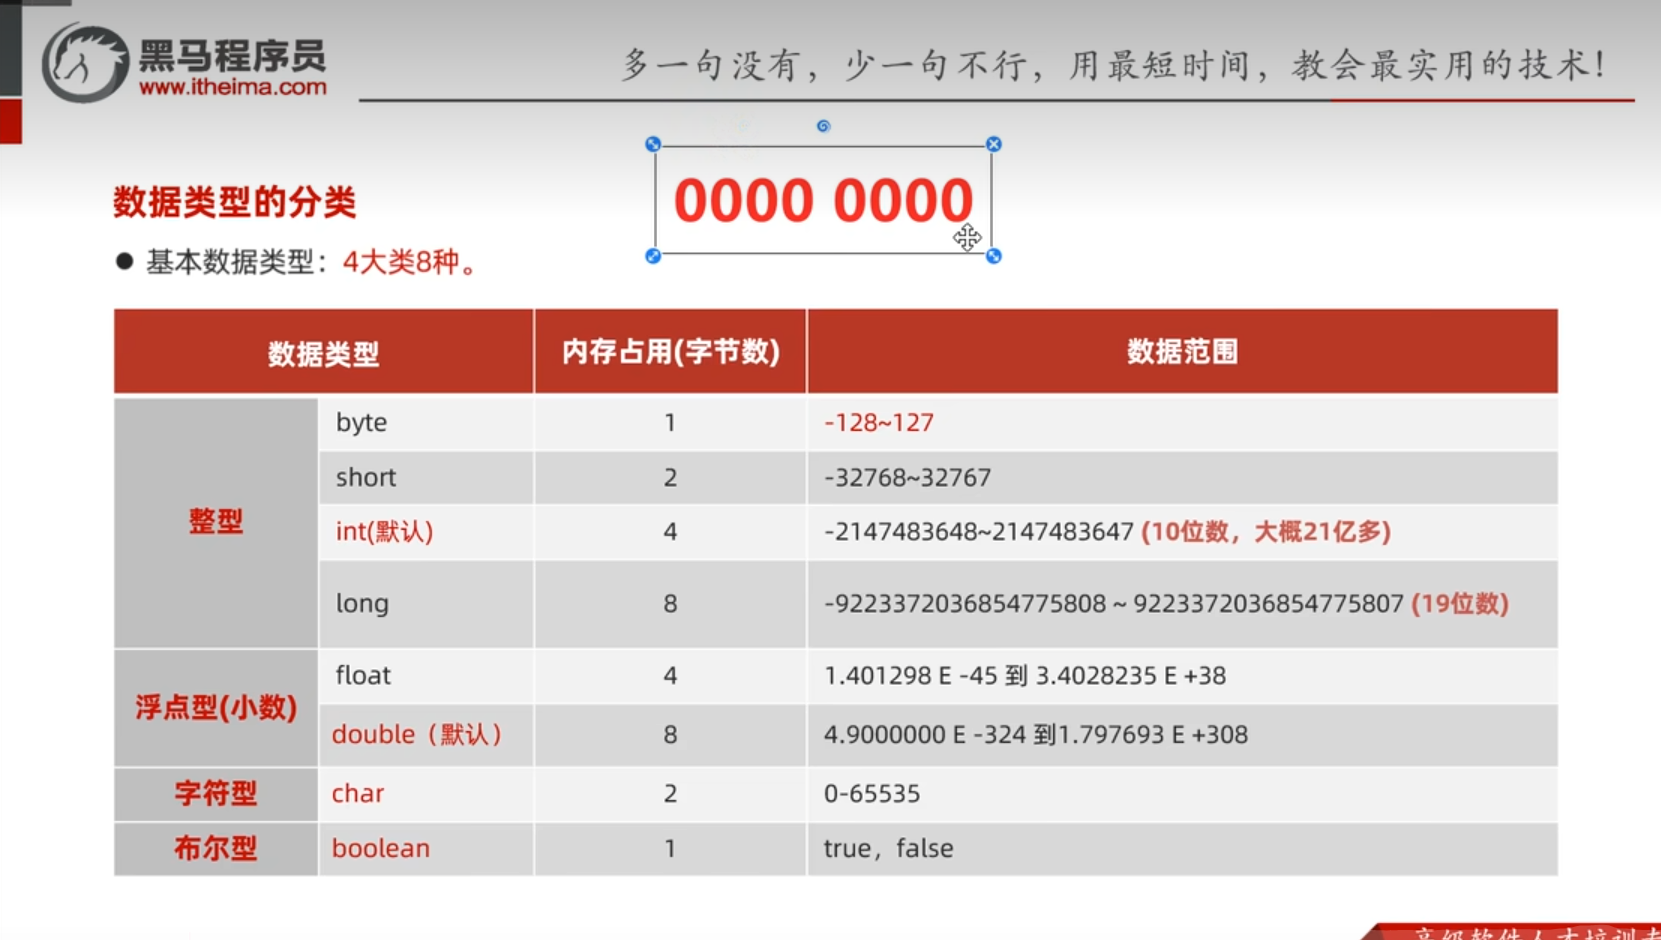 黑马程序员
www.itheima.com
多一句没有，少一句不行，用最短时间，教会最实用的技术！
0000 0000
数据类型的分类
● 基本数据类型：4大类8种。
数据类型 内存占用(字节数) 数据范围
整型
byte 1 -128~127
short 2 -32768~32767
int(默认) 4 -2147483648~2147483647 (10位数，大概21亿多)
long 8 -9223372036854775808 ~ 9223372036854775807 (19位数)
浮点型(小数)
float 4 1.401298 E -45 到 3.4028235 E +38
double（默认） 8 4.9000000 E -324 到1.797693 E +308
字符型 char 2 0-65535
布尔型 boolean 1 true，false